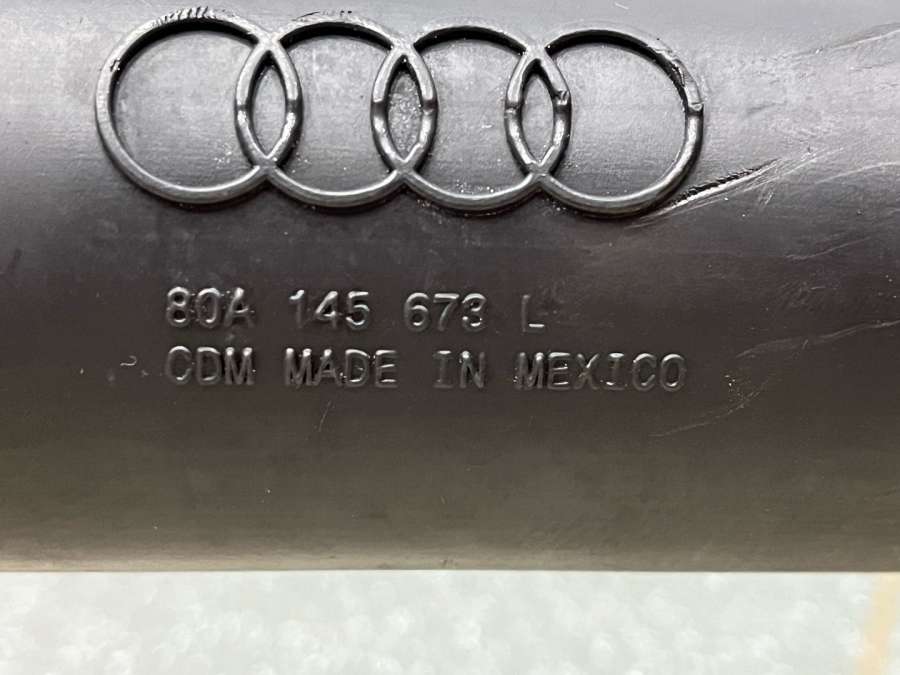 80A 145 673 L
CDM MADE IN MEXICO